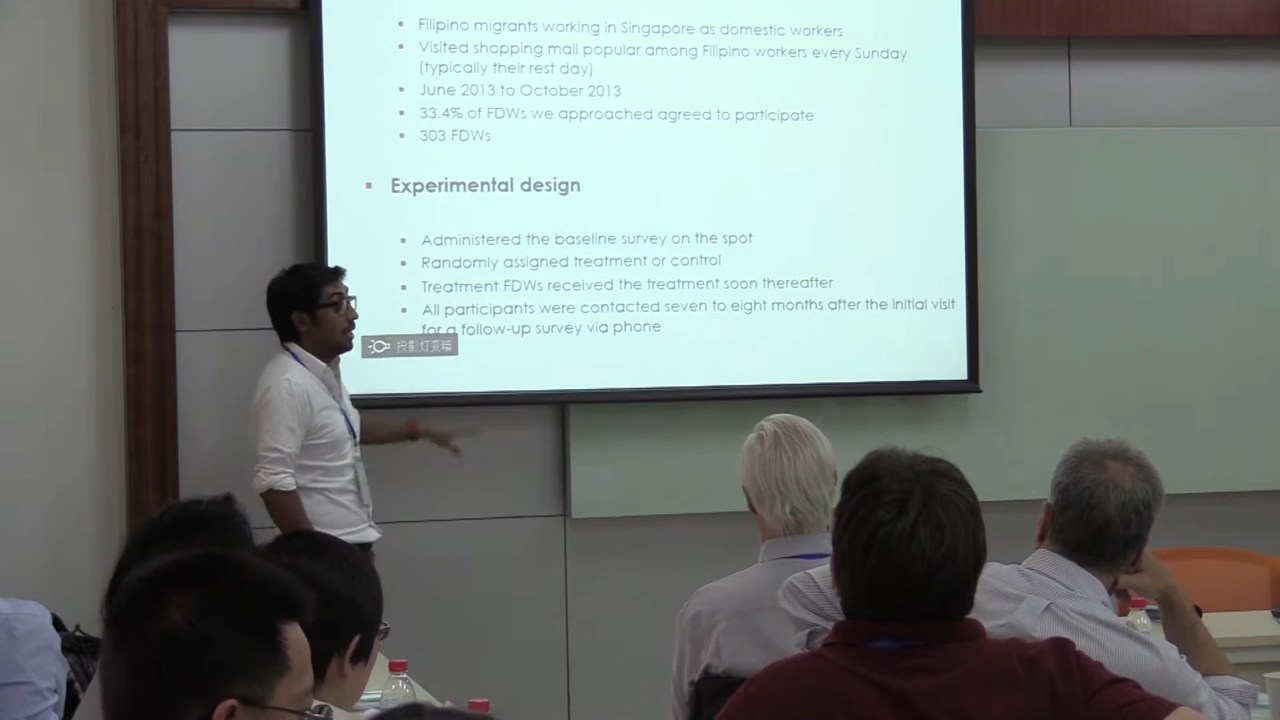 Filipino migrants working in Singapore as domestic workers
Visited shopping mall popular among Filipino workers every Sunday
(typically their rest day)
June 2013 to October 2013
33.4% of FDWs we approached agreed to participate
303 FDWs
Experimental design
Administered the baseline survey on the spot
Randomly assigned treatment or control
Treatment FDWs received the treatment soon thereafter
All participants were contacted seven to eight months after the initial visit
for a follow-up survey via phone
投影灯变暗